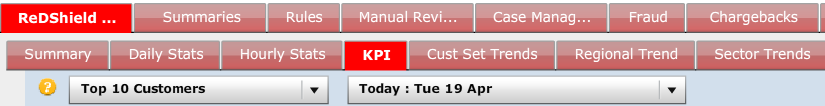 ReDShield ... Summaries Rules Manual Revi... Case Manag... Fraud Chargebacks
Summary Daily Stats Hourly Stats KPI Cust Set Trends Regional Trend Sector Trends
? Top 10 Customers Today : Tue 19 Apr